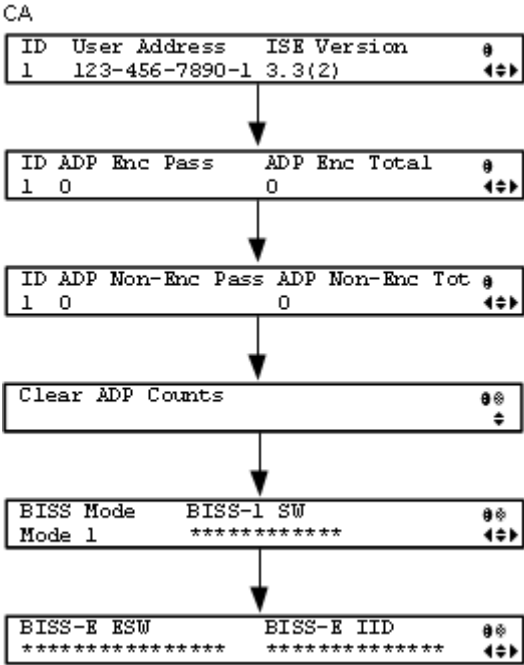 CA
ID User Address ISE Version
1 123-456-7890-1 3.3(2)
ID ADP Enc Pass ADP Enc Total
1 0 0
ID ADP Non-Enc Pass ADP Non-Enc Tot
1 0 0
Clear ADP Counts
BISS Mode BISS-1 SW
Mode 1 ************
BISS-E ESW BISS-E IID
**************** **************